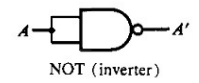 A A'
NOT (inverter)